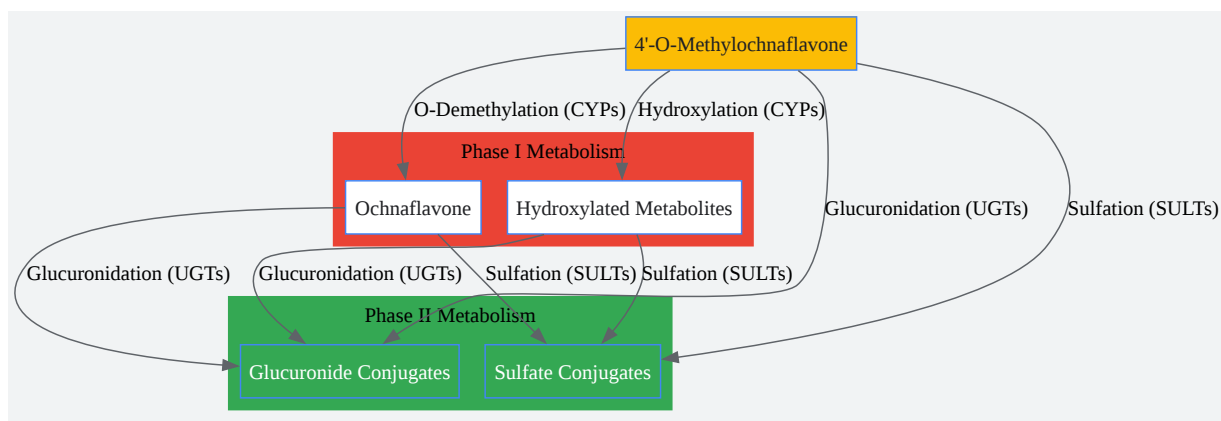 4'-O-Methylochnaflavone
O-Demethylation (CYPs)
Hydroxylation (CYPs)
Phase I Metabolism
Ochnaflavone
Hydroxylated Metabolites
Glucuronidation (UGTs)
Sulfation (SULTs)
Glucuronidation (UGTs)
Glucuronidation (UGTs)
Sulfation (SULTs)
Sulfation (SULTs)
Phase II Metabolism
Glucuronide Conjugates
Sulfate Conjugates